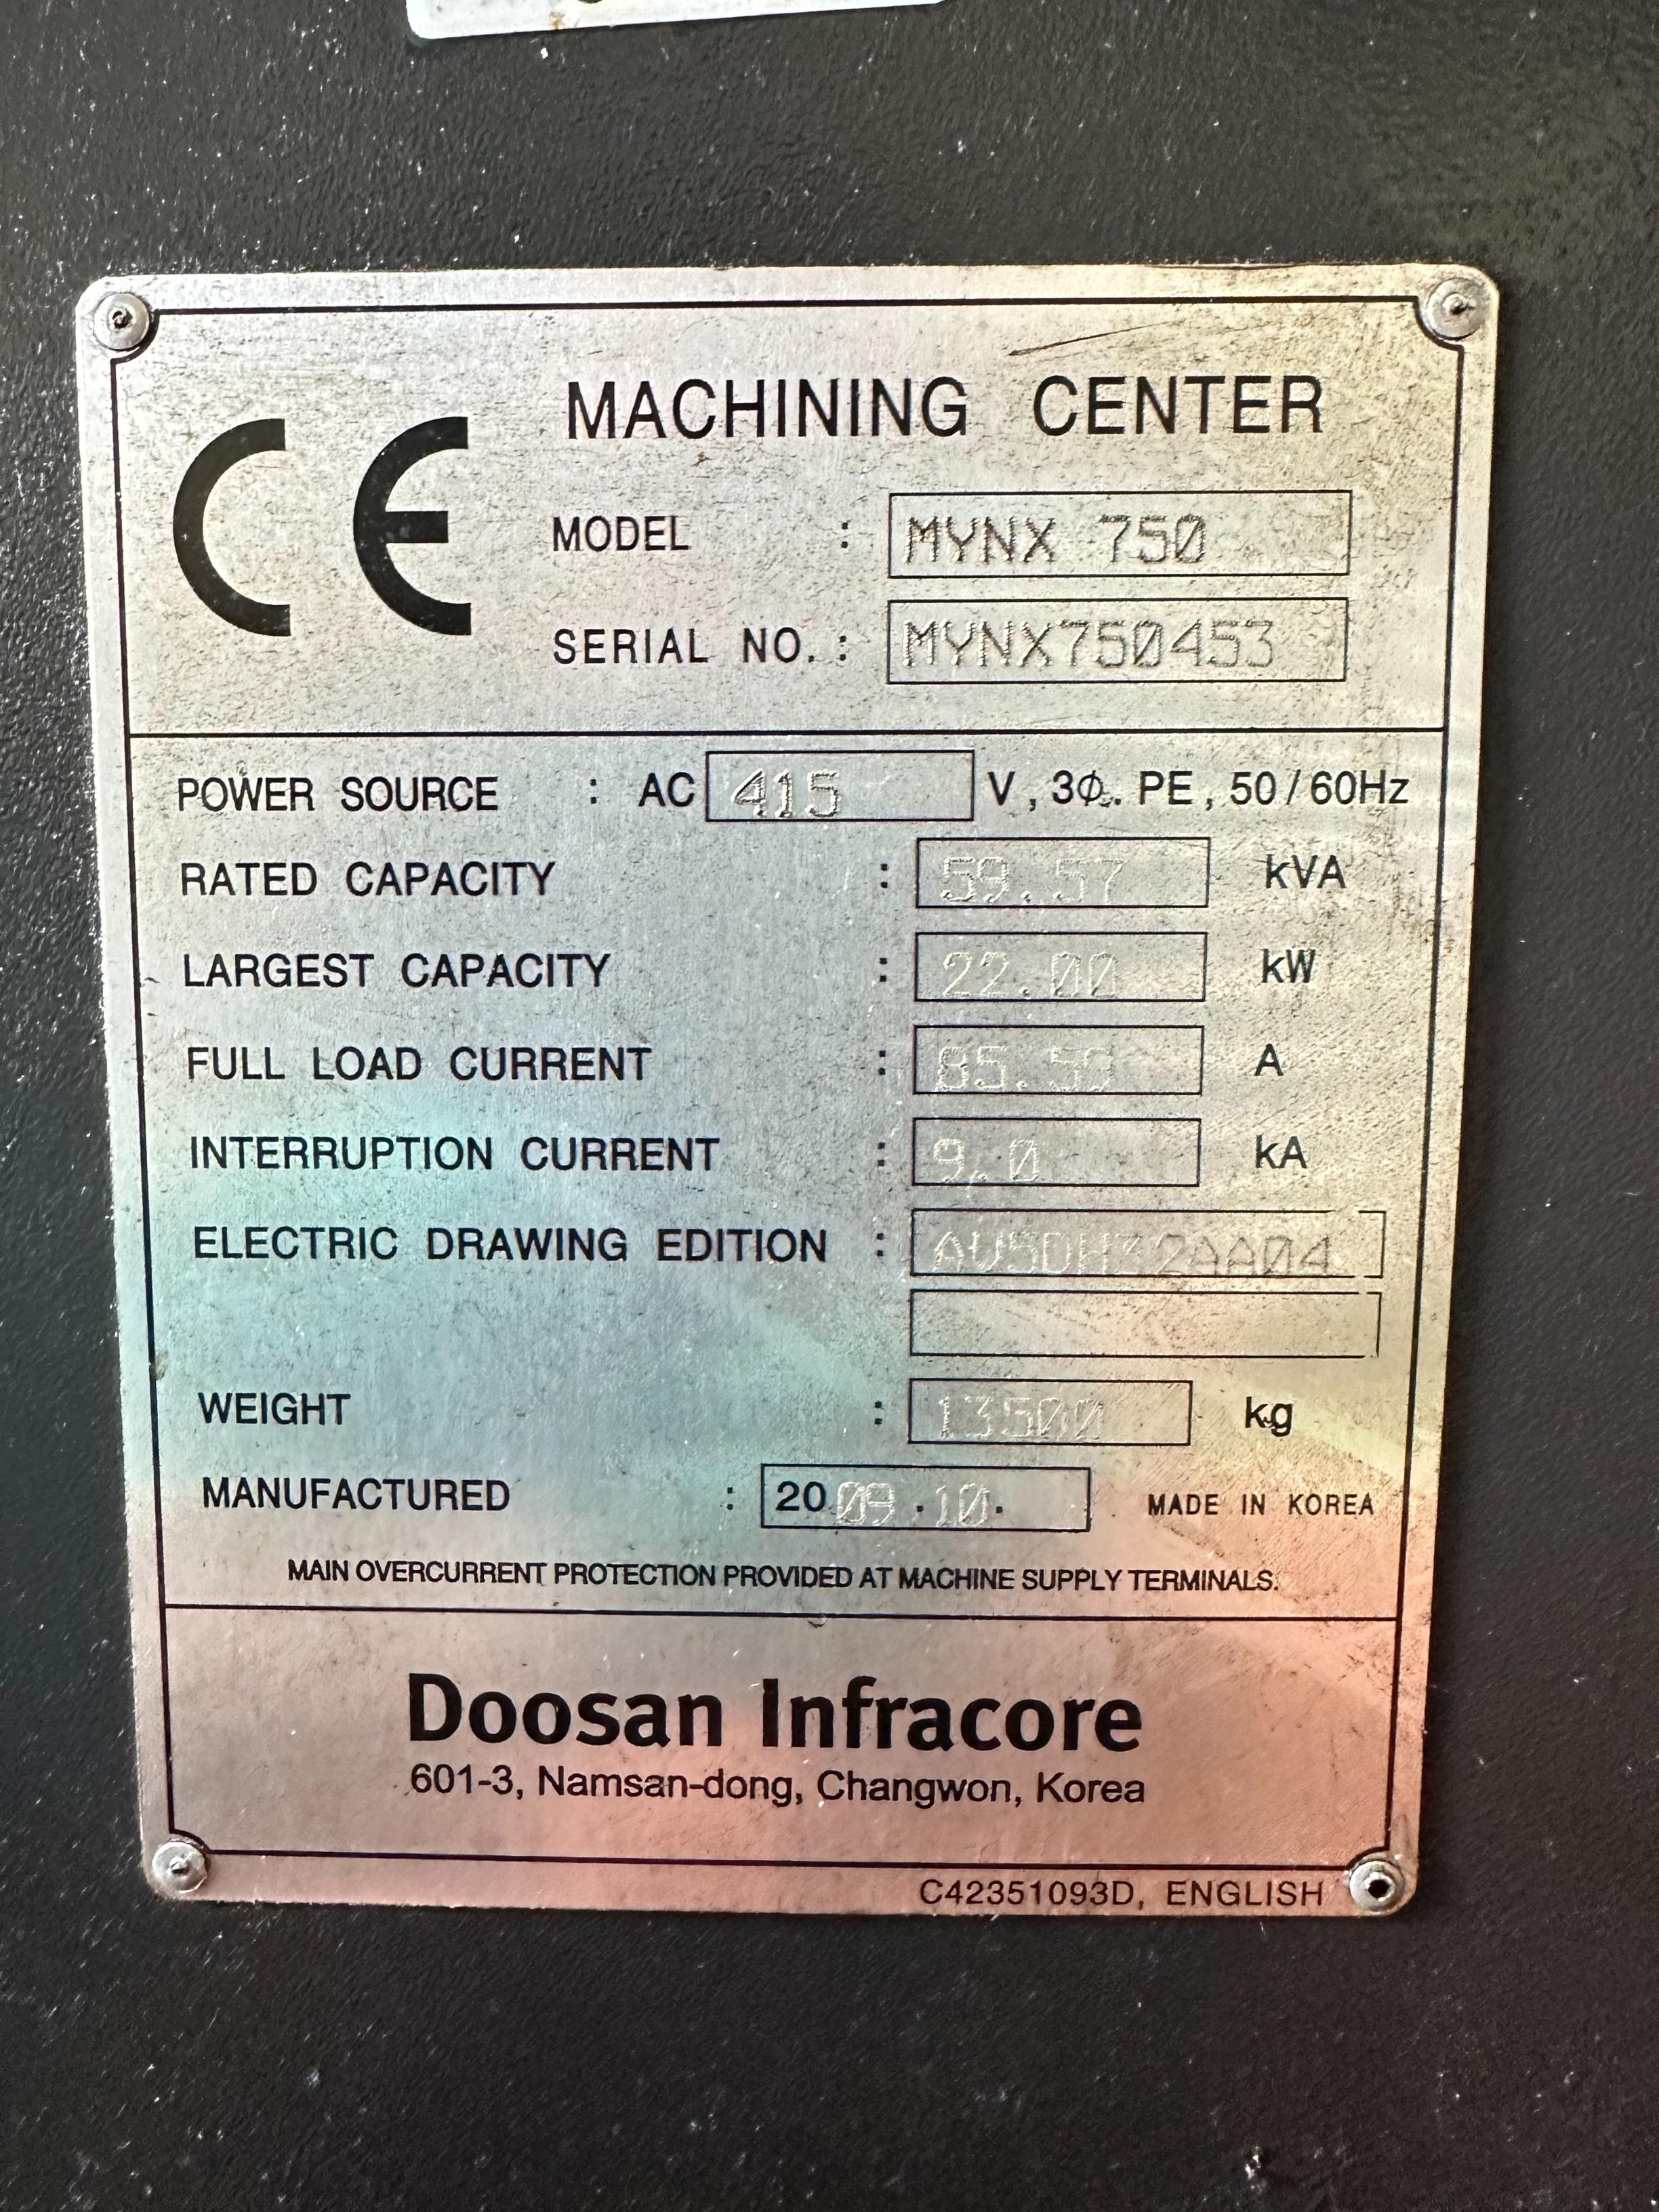 CE
MACHINING CENTER
MODEL : MYNX 750
SERIAL NO. : MYNX750453
POWER SOURCE : AC 415 V , 3Φ. PE , 50 / 60Hz
RATED CAPACITY : 59.57 kVA
LARGEST CAPACITY : 22.00 kW
FULL LOAD CURRENT : A
INTERRUPTION CURRENT : 9.0 kA
ELECTRIC DRAWING EDITION : AU5DH32AA04
WEIGHT : 13500 kg
MANUFACTURED : 2009.10. MADE IN KOREA
MAIN OVERCURRENT PROTECTION PROVIDED AT MACHINE SUPPLY TERMINALS.
Doosan Infracore
601-3, Namsan-dong, Changwon, Korea
C42351093D, ENGLISH